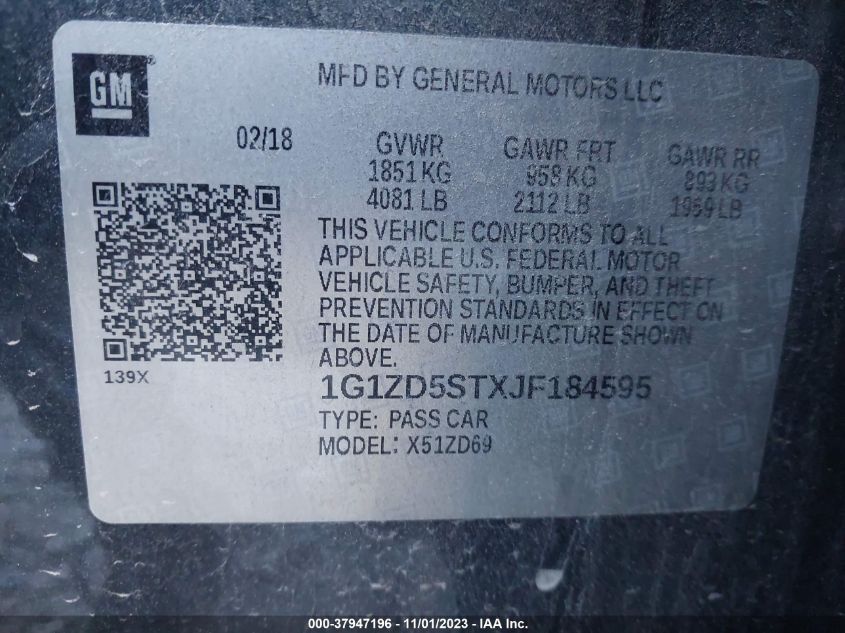 GM
MFD BY GENERAL MOTORS LLC
02/18
GVWR
1851 KG
4081 LB
GAWR FRT
958 KG
2112 LB
GAWR RR
893 KG
1969 LB
THIS VEHICLE CONFORMS TO ALL
APPLICABLE U.S. FEDERAL MOTOR
VEHICLE SAFETY, BUMPER, AND THEFT
PREVENTION STANDARDS IN EFFECT ON
THE DATE OF MANUFACTURE SHOWN
ABOVE.
139X
1G1ZD5STXJF184595
TYPE: PASS CAR
MODEL: X51ZD69
000-37947196 - 11/01/2023 - IAA Inc.